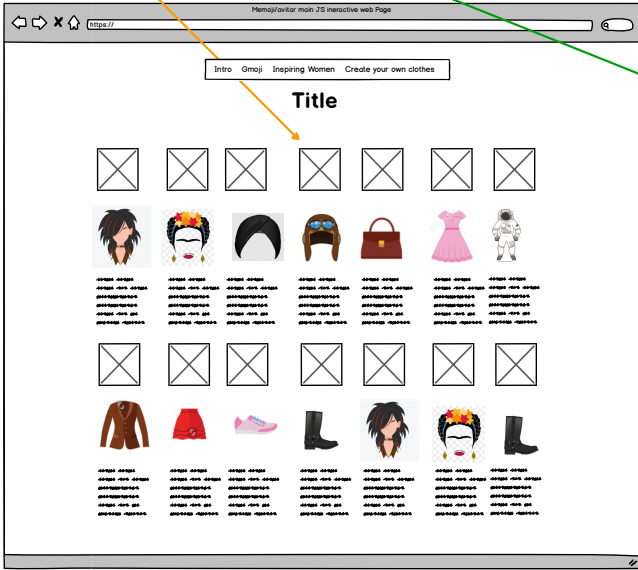 Memoji/avitar main JS ineractive web Page
https://
Intro Gmoji Inspiring Women Create your own clothes
Title